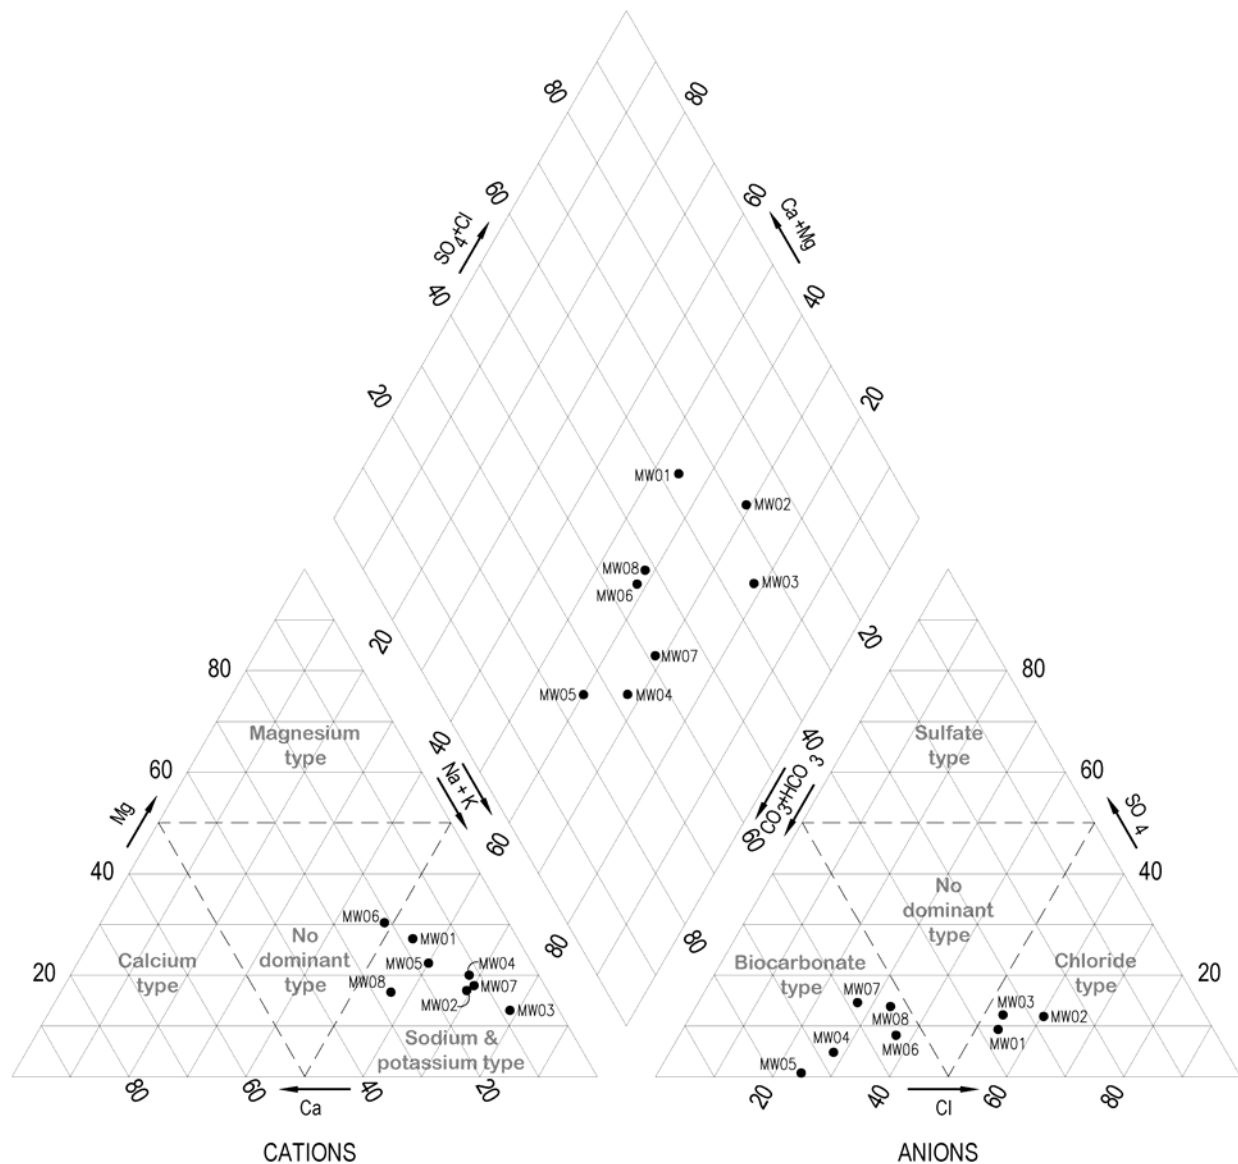 80
80
60
60
SO4+Cl
Ca +Mg
40
40
20
20
MW01
MW02
MW08
MW03
MW06
20
20
MW07
80
MW05
MW04
80
Magnesium
type
Sulfate
type
40
40
60
60
Na + K
CO3+HCO3
Mg
SO4
60
60
40
40
No
dominant
type
MW06
No
dominant
type
MW01
80
80
Calcium
type
MW05
MW04
Biocarbonate
type
Chloride
type
20
20
MW08
MW07
MW02
MW03
MW07
MW08
MW03
MW02
MW01
Sodium &
potassium type
MW04
MW06
MW05
80
60
40
20
20
40
60
80
Ca
Cl
CATIONS
ANIONS